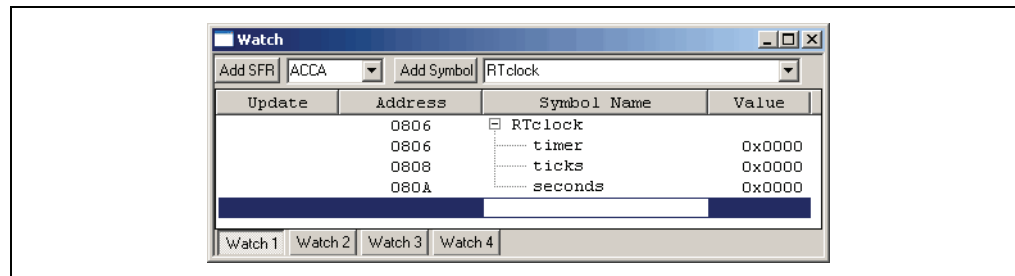 Watch
Add SFR ACCA Add Symbol RTclock
Update Address Symbol Name Value
0806 RTclock
0806 timer 0x0000
0808 ticks 0x0000
080A seconds 0x0000
Watch 1 Watch 2 Watch 3 Watch 4